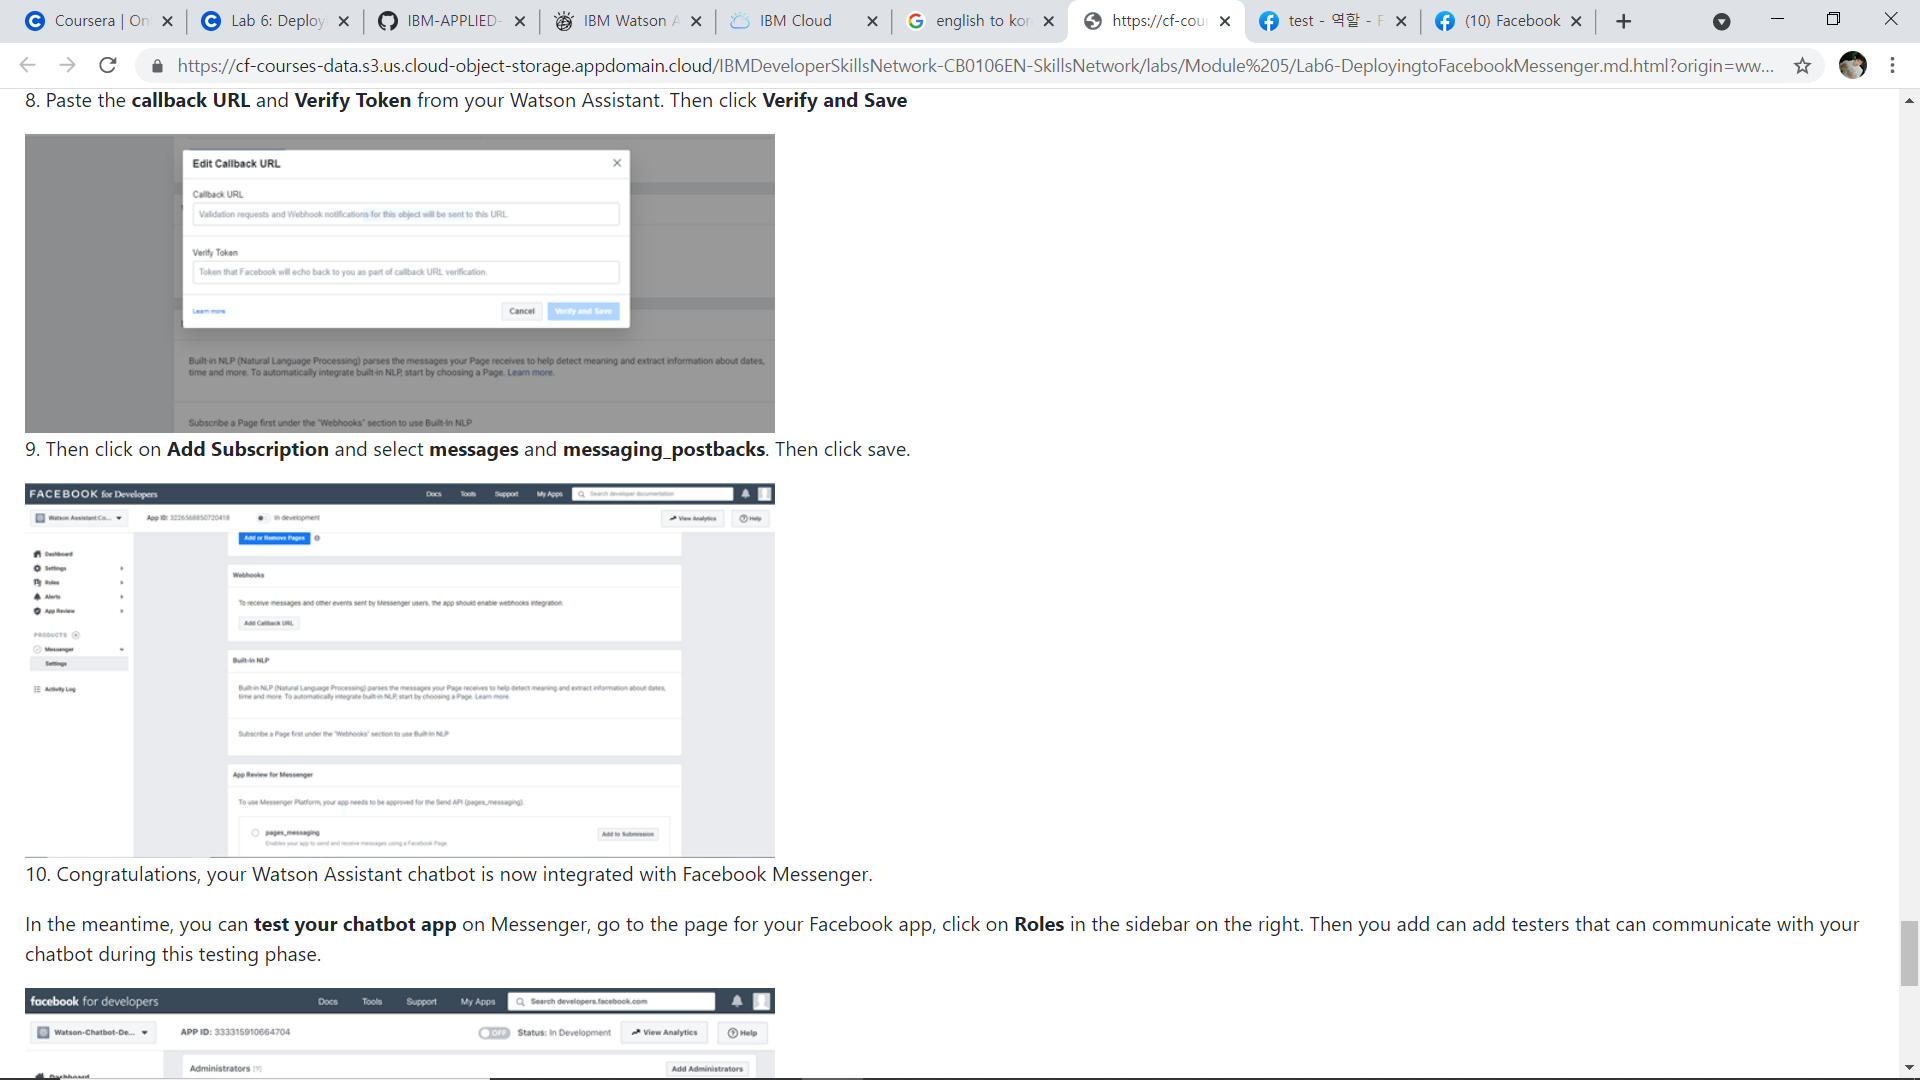 Coursera | On
Lab 6: Deploy
IBM-APPLIED-
IBM Watson A
IBM Cloud
english to kor
https://cf-cour
test - 역할 - F
(10) Facebook
https://cf-courses-data.s3.us.cloud-object-storage.appdomain.cloud/IBMDeveloperSkillsNetwork-CB0106EN-SkillsNetwork/labs/Module%205/Lab6-DeployingtoFacebookMessenger.md.html?origin=ww...
8. Paste the callback URL and Verify Token from your Watson Assistant. Then click Verify and Save
Edit Callback URL
Callback URL
Validation requests and Webhook notifications for this object will be sent to this URL.
Verify Token
Token that Facebook will echo back to you as part of callback URL verification.
Learn more
Cancel
Verify and Save
Built-in NLP (Natural Language Processing) parses the messages your Page receives to help detect meaning and extract information about dates,
time and more. To automatically integrate built-in NLP, start by choosing a Page. Learn more.
Subscribe a Page first under the "Webhooks" section to use Built-In NLP
9. Then click on Add Subscription and select messages and messaging_postbacks. Then click save.
FACEBOOK for Developers
Docs
Tools
Support
My Apps
Search developer documentation
Watson Assistant:Co...
App ID: 3226568850720418
In development
View Analytics
Help
Dashboard
Settings
Roles
Alerts
App Review
PRODUCTS
Messenger
Settings
Activity Log
Add or Remove Pages
Webhooks
To receive messages and other events sent by Messenger users, the app should enable webhooks integration.
Add Callback URL
Built-In NLP
Built-in NLP (Natural Language Processing) parses the messages your Page receives to help detect meaning and extract information about dates,
time and more. To automatically integrate built-in NLP, start by choosing a Page. Learn more.
Subscribe a Page first under the "Webhooks" section to use Built-In NLP
App Review for Messenger
To use Messenger Platform, your app needs to be approved for the Send API (pages_messaging).
pages_messaging
Add to Submission
Enables your app to send and receive messages using a Facebook Page.
10. Congratulations, your Watson Assistant chatbot is now integrated with Facebook Messenger.
In the meantime, you can test your chatbot app on Messenger, go to the page for your Facebook app, click on Roles in the sidebar on the right. Then you add can add testers that can communicate with your
chatbot during this testing phase.
facebook for developers
Docs
Tools
Support
My Apps
Search developers.facebook.com
Watson-Chatbot-De...
APP ID: 333315910664704
OFF
Status: In Development
View Analytics
Help
Dashboard
Administrators [?]
Add Administrators